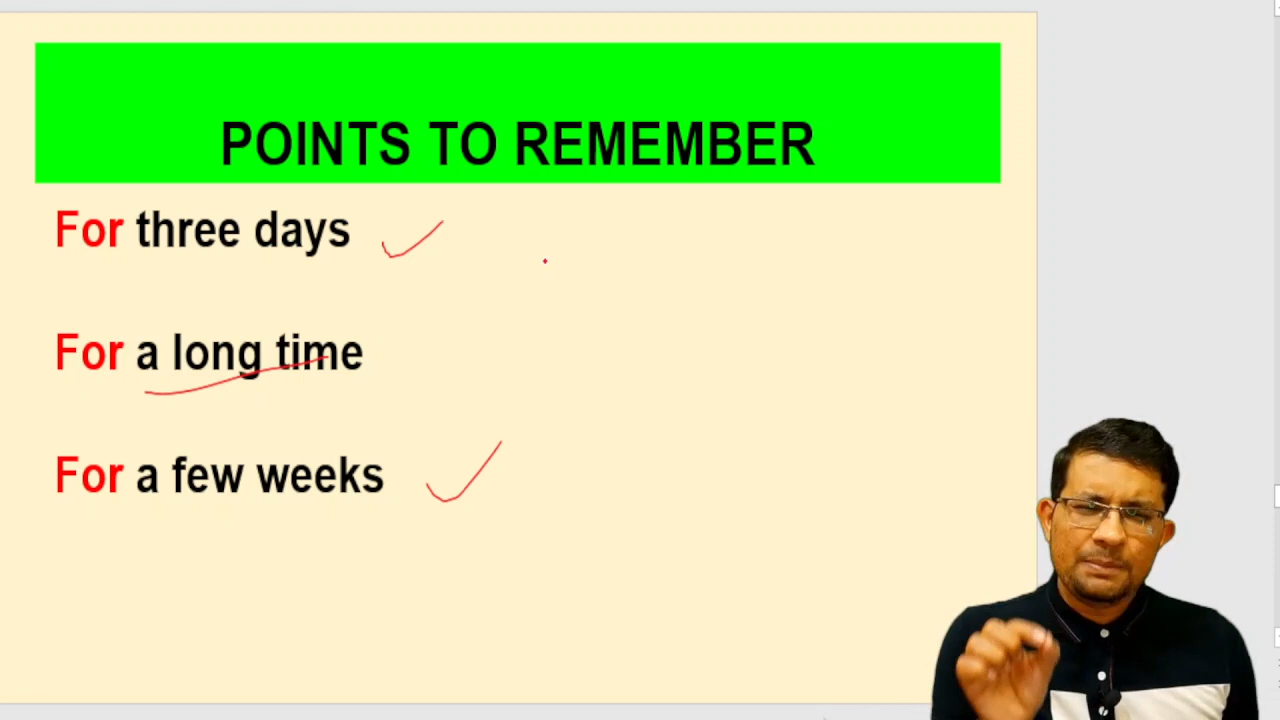 POINTS TO REMEMBER
For three days
For a long time
For a few weeks